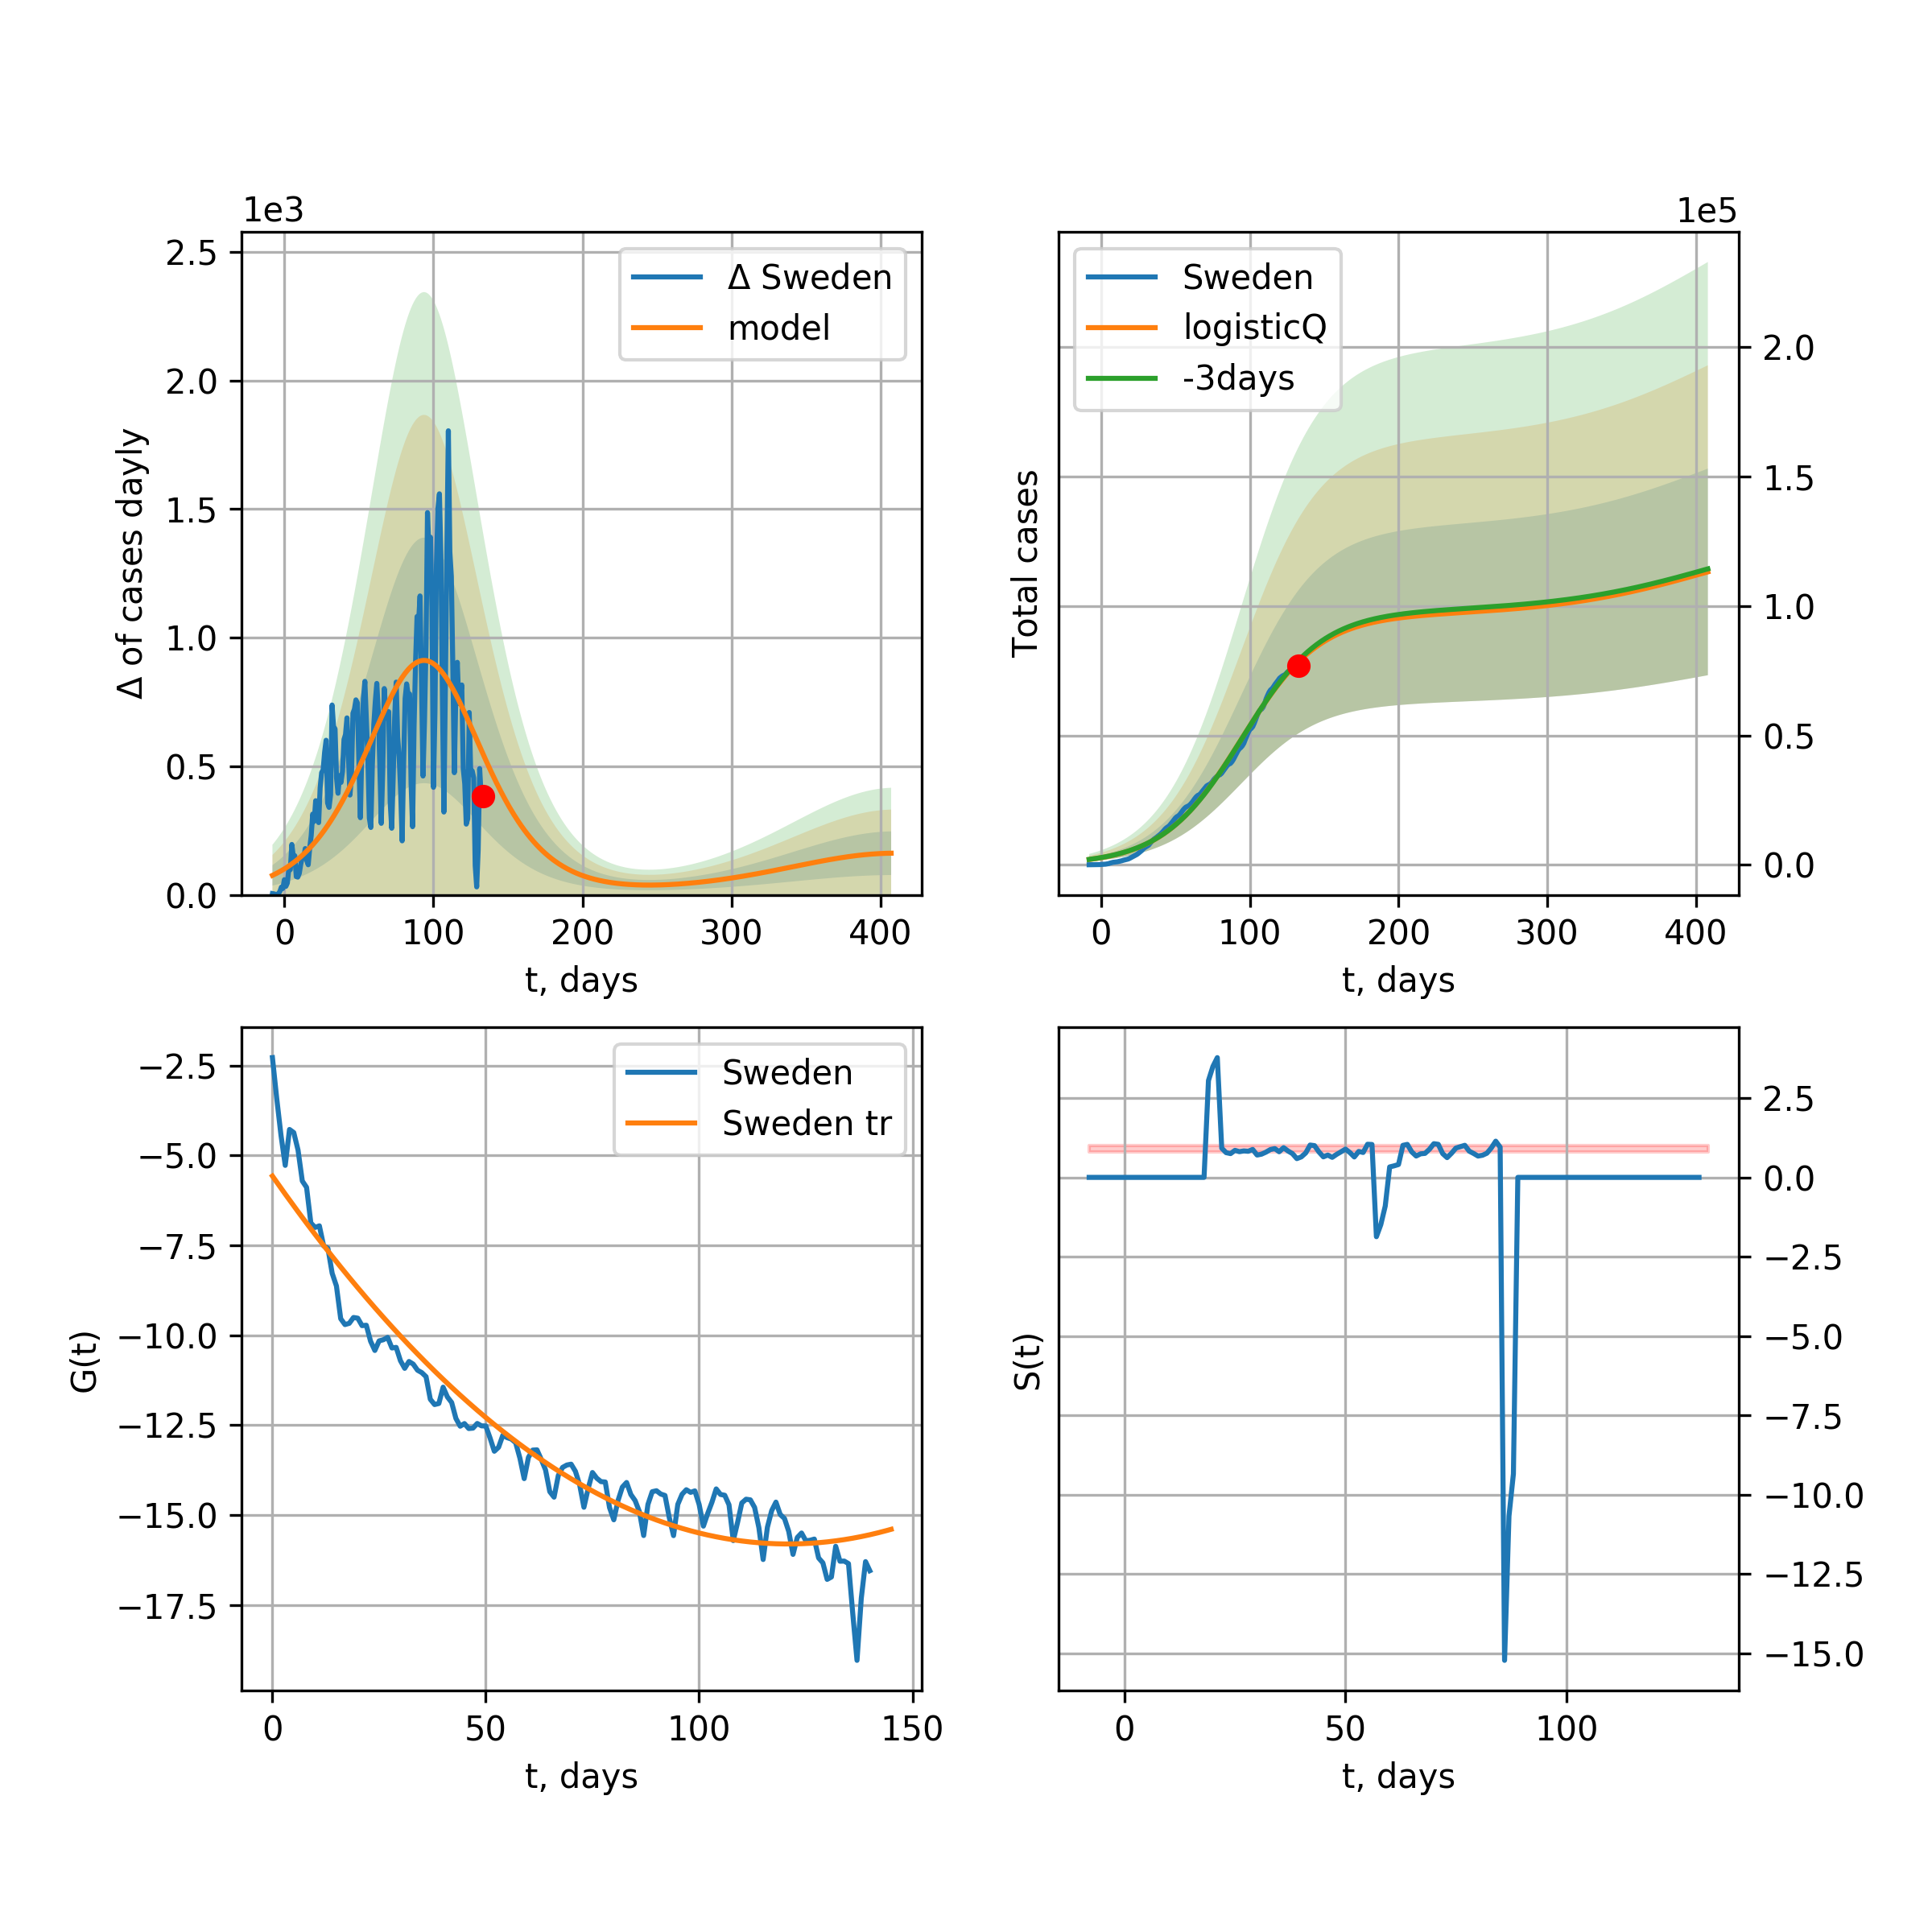 1e3
2.5
2.0
1.5
1.0
0.5
0.0
Δ of cases dayly
Δ Sweden
model
0 100 200 300 400
t, days
1e5
Sweden
logisticQ
-3days
Total cases
2.0
1.5
1.0
0.5
0.0
0 100 200 300 400
t, days
−2.5
−5.0
−7.5
−10.0
−12.5
−15.0
−17.5
G(t)
Sweden
Sweden tr
0 50 100 150
t, days
S(t)
2.5
0.0
−2.5
−5.0
−7.5
−10.0
−12.5
−15.0
0 50 100
t, days